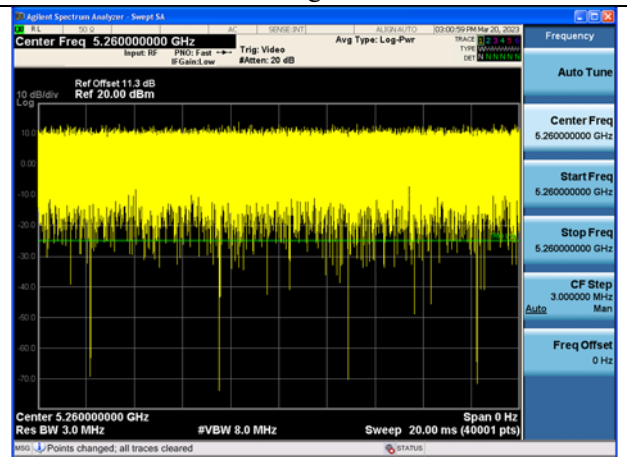 Agilent Spectrum Analyzer - Swept SA
RL 50 Ω AC SENSE:INT ALIGN AUTO 03:00:59 PM Mar 20, 2023
Center Freq 5.260000000 GHz
Input: RF PNO: Fast IFGain:Low
Trig: Video
#Atten: 20 dB
Avg Type: Log-Pwr
TRACE 1 2 3 4 5 6
TYPE
DET N N N N N N
Ref Offset 11.3 dB
10 dB/div Ref 20.00 dBm
Log
10.0
0.00
-10.0
-20.0
-30.0
-40.0
-50.0
-60.0
-70.0
Center 5.260000000 GHz Span 0 Hz
Res BW 3.0 MHz #VBW 8.0 MHz Sweep 20.00 ms (40001 pts)
MSG Points changed; all traces cleared STATUS
Frequency
Auto Tune
Center Freq
5.260000000 GHz
Start Freq
5.260000000 GHz
Stop Freq
5.260000000 GHz
CF Step
3.000000 MHz
Auto Man
Freq Offset
0 Hz